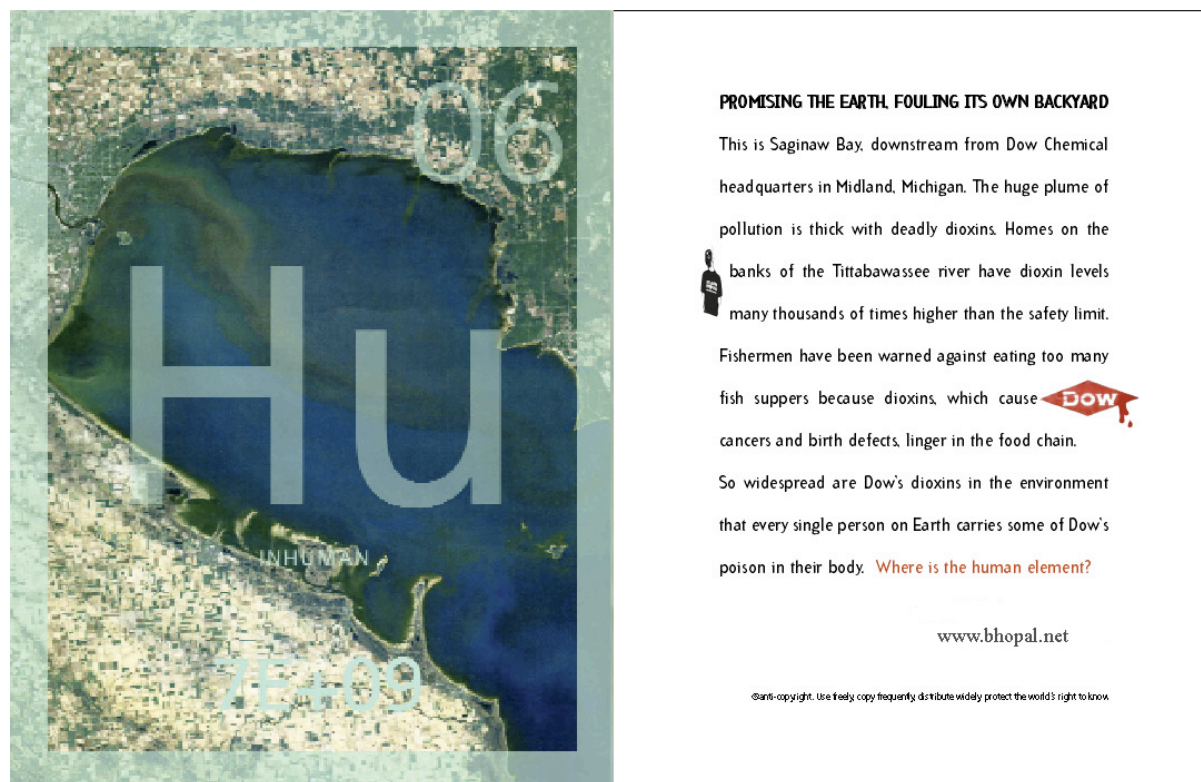 06
Hu
INHUMAN
7E+09
PROMISING THE EARTH, FOULING ITS OWN BACKYARD
This is Saginaw Bay, downstream from Dow Chemical
headquarters in Midland, Michigan. The huge plume of
pollution is thick with deadly dioxins. Homes on the
banks of the Tittabawassee river have dioxin levels
many thousands of times higher than the safety limit.
Fishermen have been warned against eating too many
fish suppers because dioxins, which cause
DOW
cancers and birth defects, linger in the food chain.
So widespread are Dow's dioxins in the environment
that every single person on Earth carries some of Dow's
poison in their body. Where is the human element?
www.bhopal.net
©anti-copyright. Use freely, copy frequently, distribute widely protect the world's right to know.